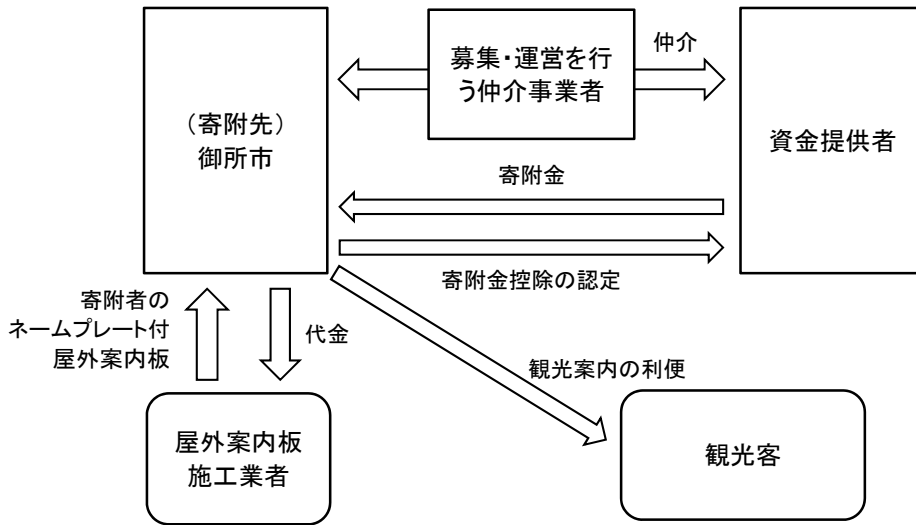 募集・運営を行
う仲介事業者
仲介
（寄附先）
御所市
資金提供者
寄附金
寄附金控除の認定
寄附者の
ネームプレート付
屋外案内板
代金
観光案内の利便
屋外案内板
施工業者
観光客